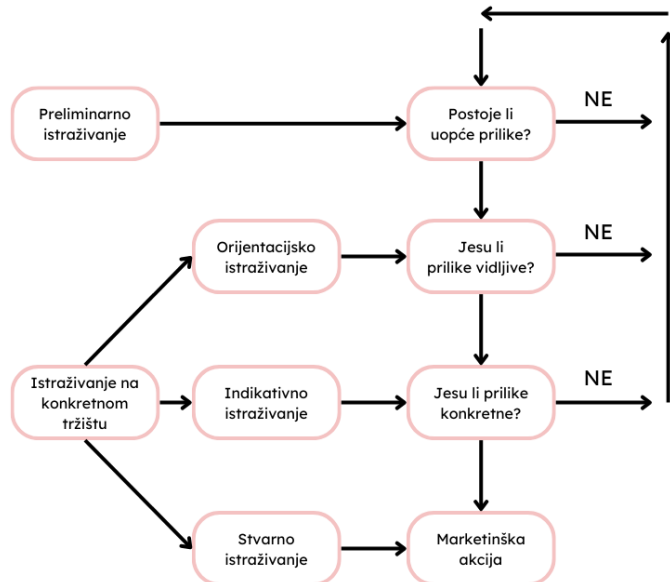 Preliminarno
istraživanje
Postoje li
uopće prilike?
NE
Orijentacijsko
istraživanje
Jesu li
prilike vidljive?
NE
Istraživanje na
konkretnom
tržištu
Indikativno
istraživanje
Jesu li prilike
konkretne?
NE
Stvarno
istraživanje
Marketinška
akcija